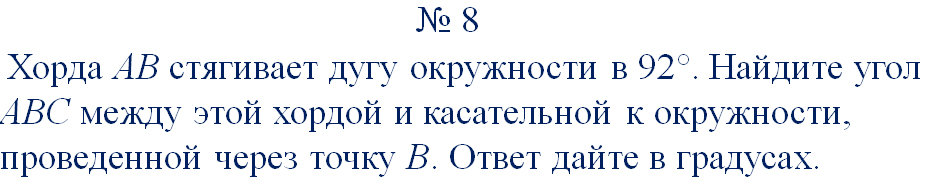 № 8
Хорда AB стягивает дугу окружности в 92°. Найдите угол
ABC между этой хордой и касательной к окружности,
проведенной через точку B. Ответ дайте в градусах.